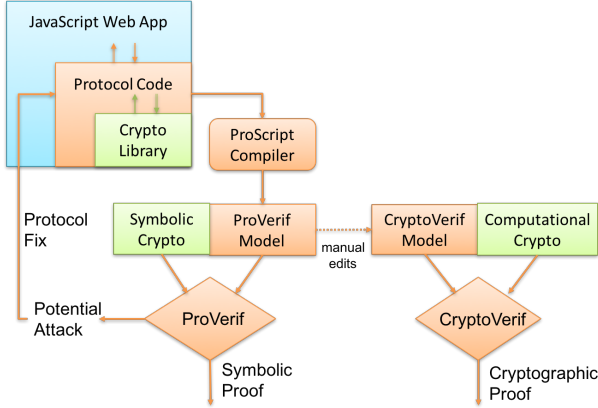 JavaScript Web App
Protocol Code
Crypto
Library
ProScript
Compiler
Protocol
Fix
Symbolic
Crypto
ProVerif
Model
manual
edits
CryptoVerif
Model
Computational
Crypto
Potential
Attack
ProVerif
CryptoVerif
Symbolic
Proof
Cryptographic
Proof